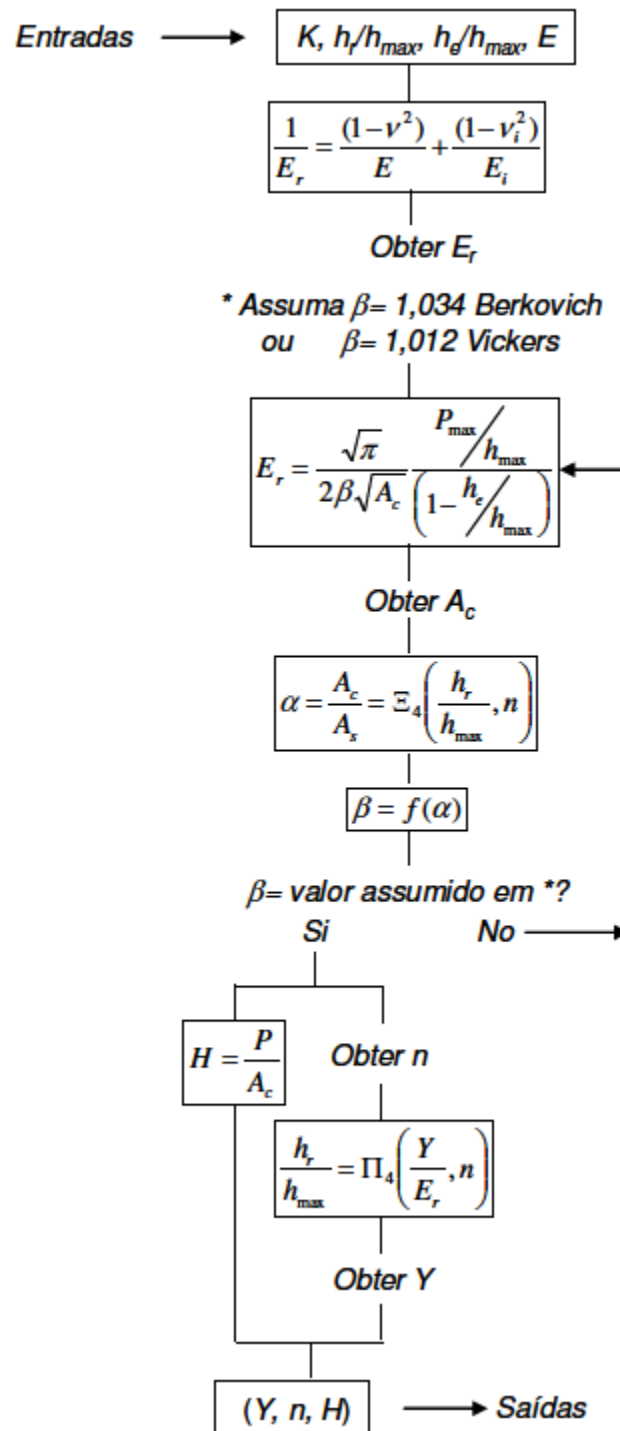 Entradas → K, h_r/h_max, h_e/h_max, E
1/E_r = (1-ν²)/E + (1-ν_i²)/E_i
Obter E_r
* Assuma β= 1,034 Berkovich
ou β= 1,012 Vickers
E_r = √π/(2β√A_c) (P_max/h_max)/(1-h_e/h_max)
Obter A_c
α = A_c/A_s = Ξ_4(h_r/h_max, n)
β = f(α)
β= valor assumido em *?
Si No
H = P/A_c Obter n
h_r/h_max = Π_4(Y/E_r, n)
Obter Y
(Y, n, H) → Saídas